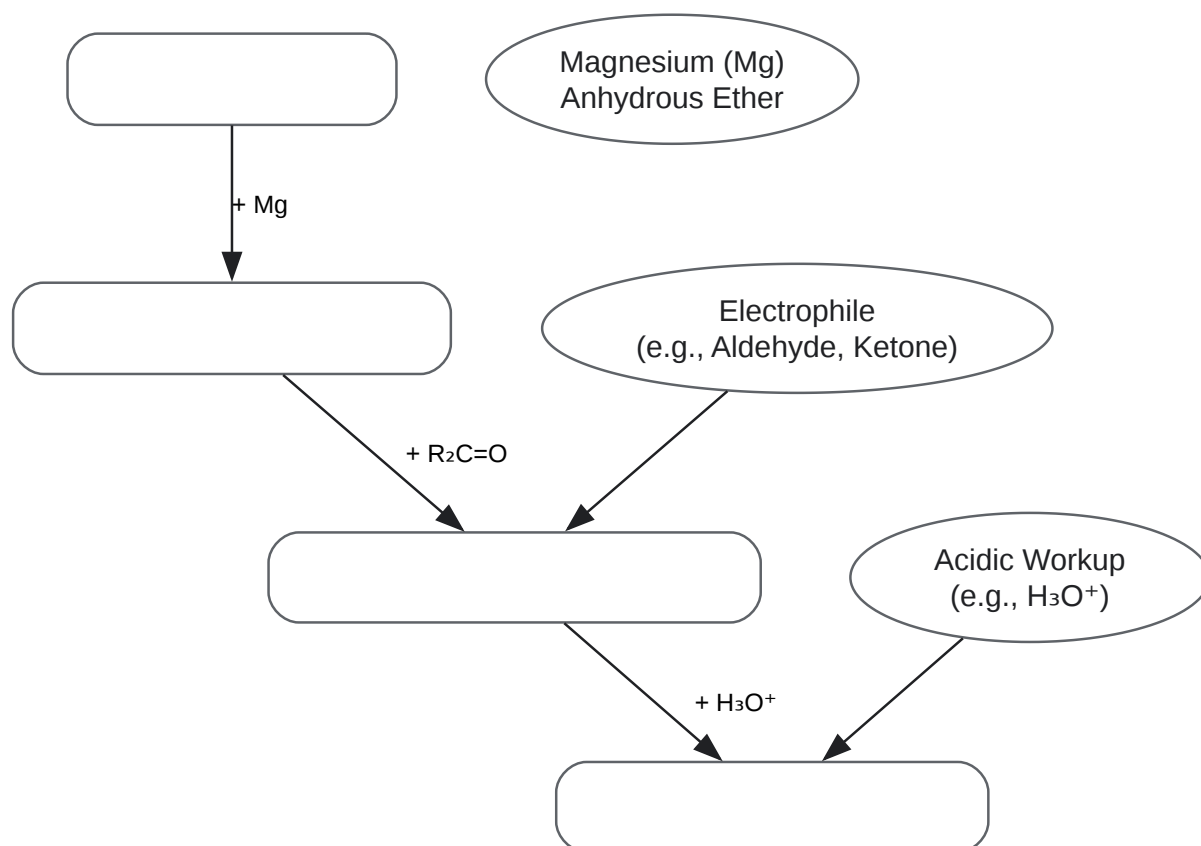 Magnesium (Mg)
Anhydrous Ether
+ Mg
Electrophile
(e.g., Aldehyde, Ketone)
+ R₂C=O
Acidic Workup
(e.g., H₃O⁺)
+ H₃O⁺